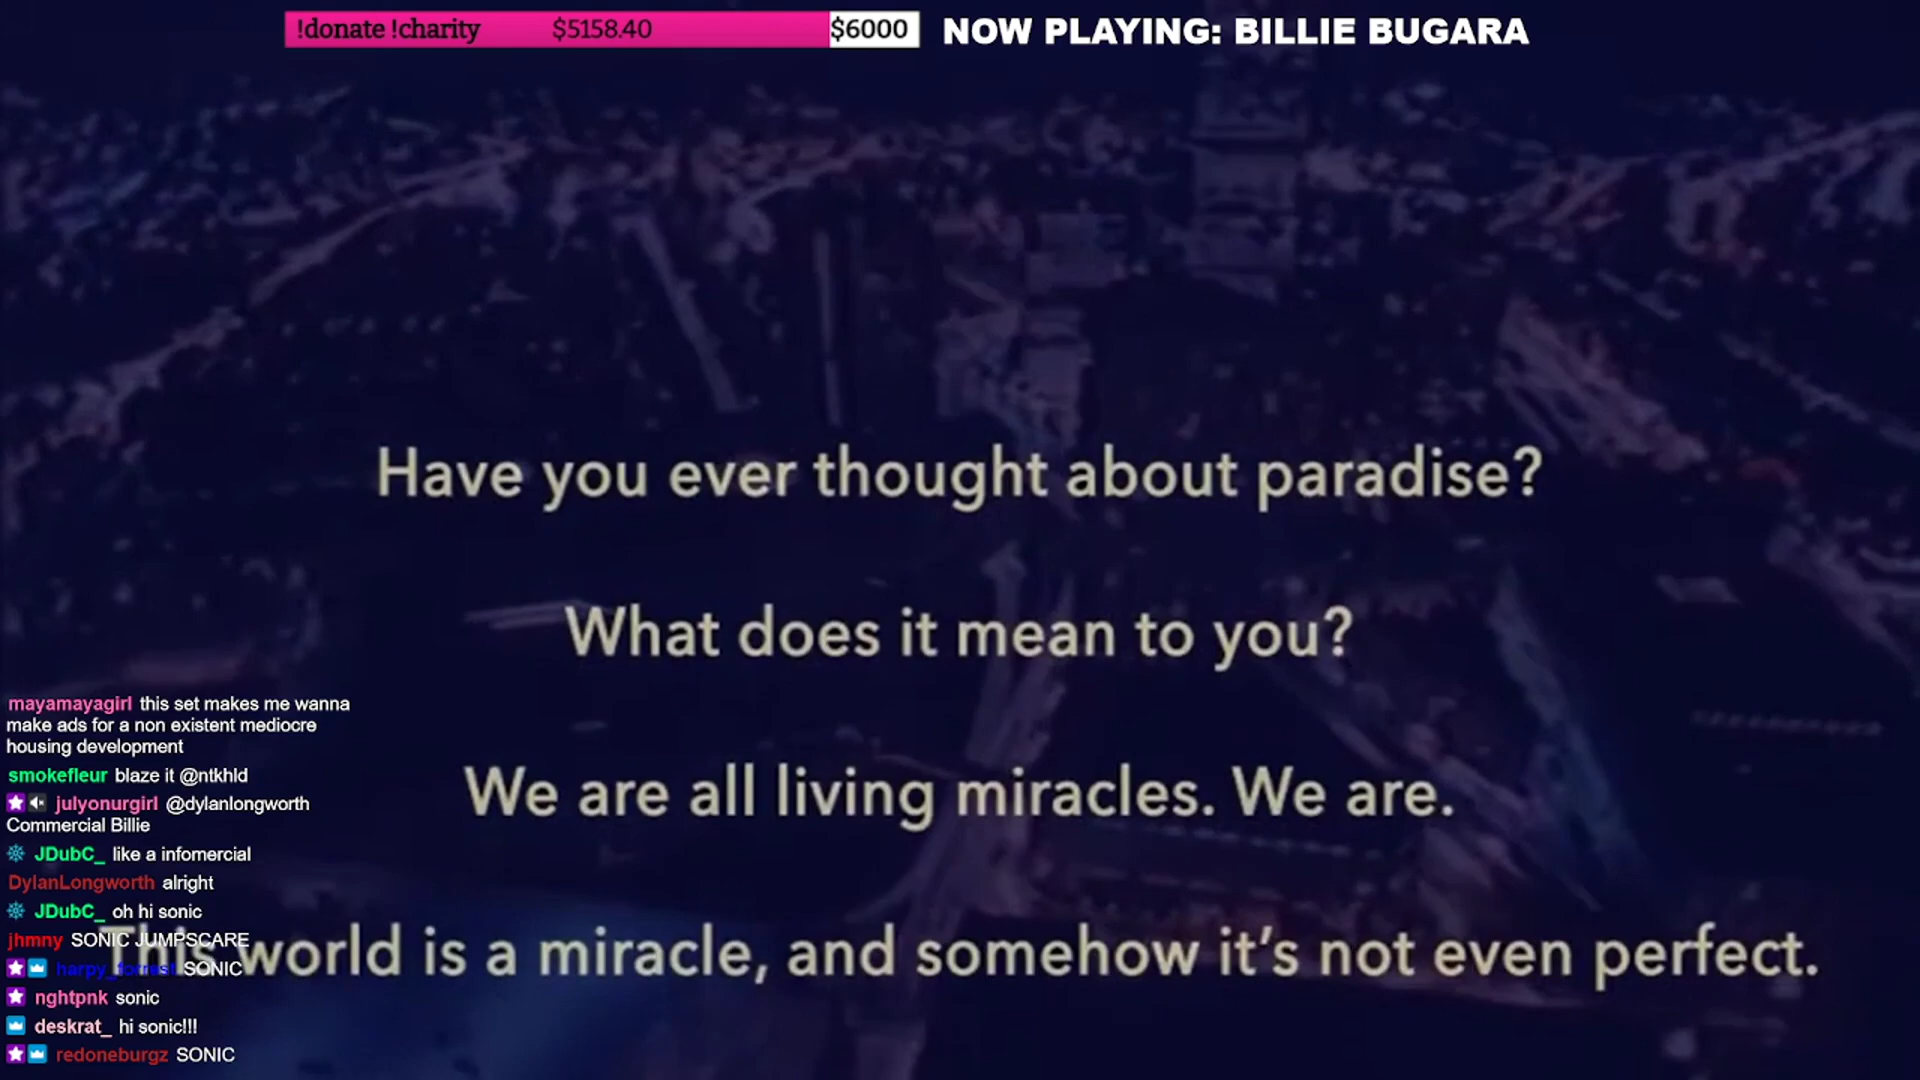 !donate !charity $5158.40 $6000 NOW PLAYING: BILLIE BUGARA
Have you ever thought about paradise?
What does it mean to you?
We are all living miracles. We are.
This world is a miracle, and somehow it's not even perfect.
mayamayagirl this set makes me wanna
make ads for a non existent mediocre
housing development
smokefleur blaze it @ntkhld
julyonurgirl @dylanlongworth
Commercial Billie
JDubC_ like a infomercial
DylanLongworth alright
JDubC_ oh hi sonic
jhmny SONIC JUMPSCARE
harpy_forrest SONIC
nghtpnk sonic
deskrat_ hi sonic!!!
redoneburgz SONIC